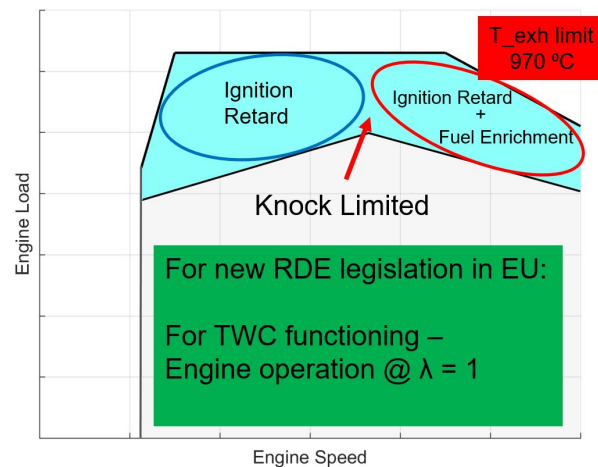 T_exh limit
970 ºC
Ignition
Retard
Ignition Retard
+
Fuel Enrichment
Knock Limited
For new RDE legislation in EU:
For TWC functioning –
Engine operation @ λ = 1
Engine Load
Engine Speed